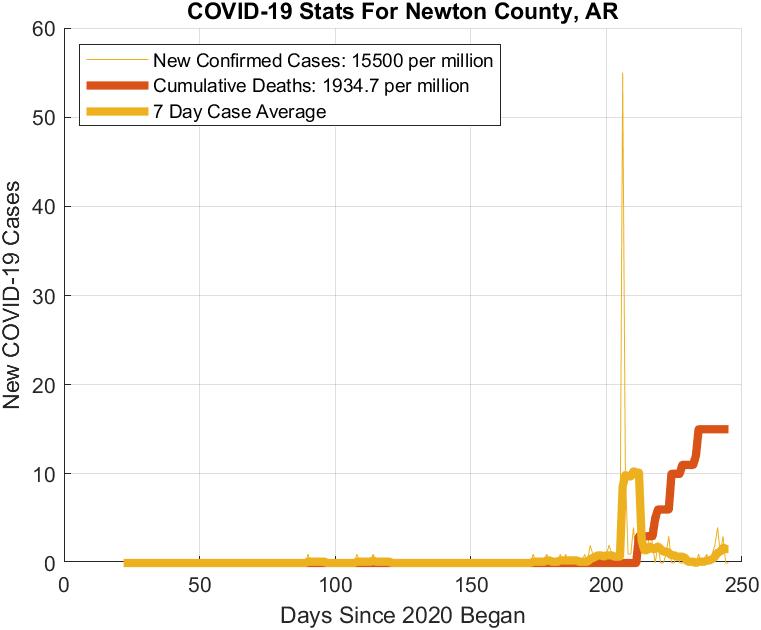 COVID-19 Stats For Newton County, AR
60
New Confirmed Cases: 15500 per million
Cumulative Deaths: 1934.7 per million
7 Day Case Average
50
40
30
20
10
0
New COVID-19 Cases
0 50 100 150 200 250
Days Since 2020 Began